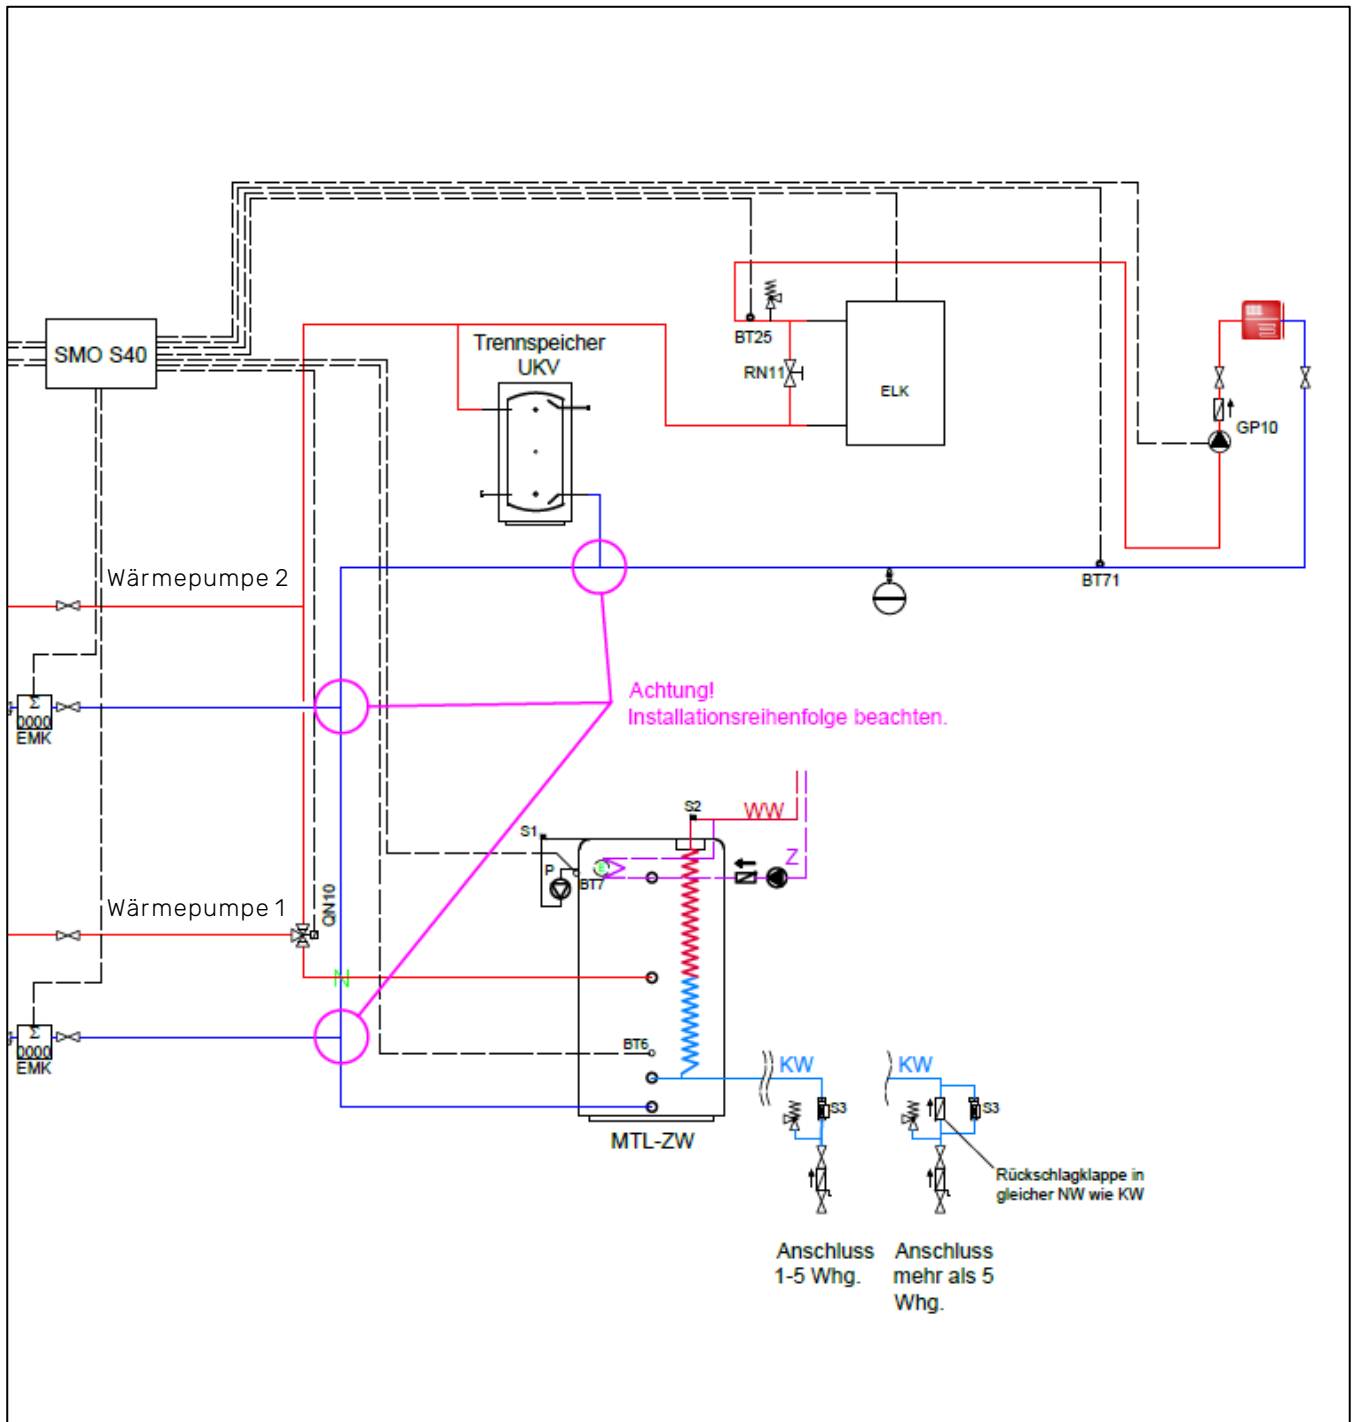 SMO S40
Trennspeicher
UKV
BT25
RN11
ELK
GP10
BT71
Wärmepumpe 2
Σ
0000
EMK
Achtung!
Installationsreihenfolge beachten.
S2
WW
S1
P
BT7
Z
QN10
Wärmepumpe 1
Σ
0000
EMK
BT6
KW
KW
S3
S3
MTL-ZW
Rückschlagklappe in
gleicher NW wie KW
Anschluss
1-5 Whg.
Anschluss
mehr als 5
Whg.